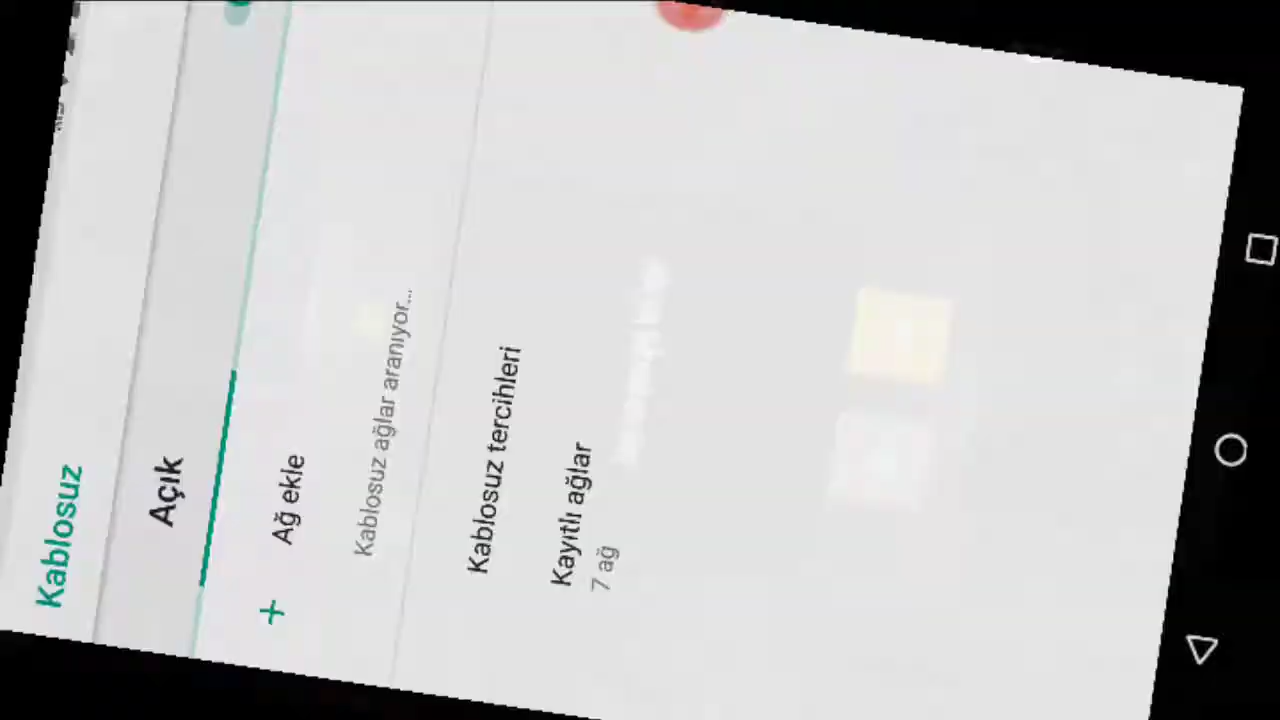 Kablosuz
Açık
Ağ ekle
Kablosuz ağlar aranıyor...
Kablosuz tercihleri
Kayıtlı ağlar
7 ağ